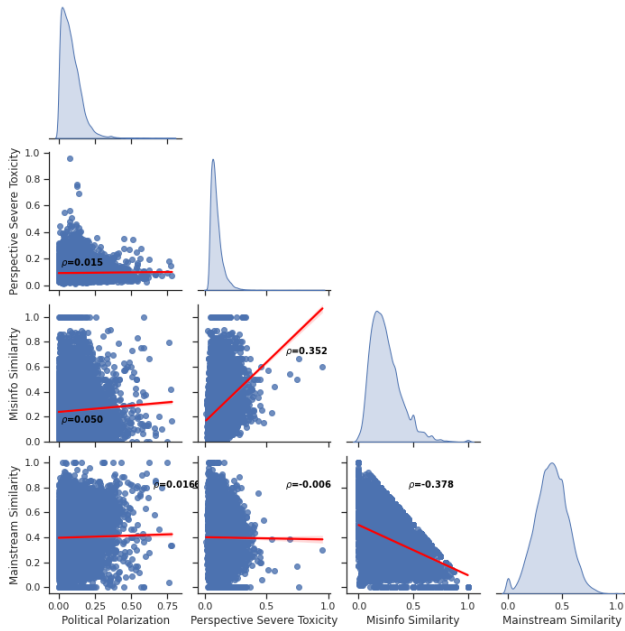 1.0
0.8
0.6
0.4
0.2
0.0
Perspective Severe Toxicity
ρ=0.015
1.0
0.8
0.6
0.4
0.2
0.0
Misinfo Similarity
ρ=0.050
ρ=0.352
1.0
0.8
0.6
0.4
0.2
0.0
Mainstream Similarity
ρ=0.016
ρ=-0.006
ρ=-0.378
0.00 0.25 0.50 0.75
0.0 0.5 1.0
0.0 0.5 1.0
0.0 0.5 1.0
Political Polarization
Perspective Severe Toxicity
Misinfo Similarity
Mainstream Similarity